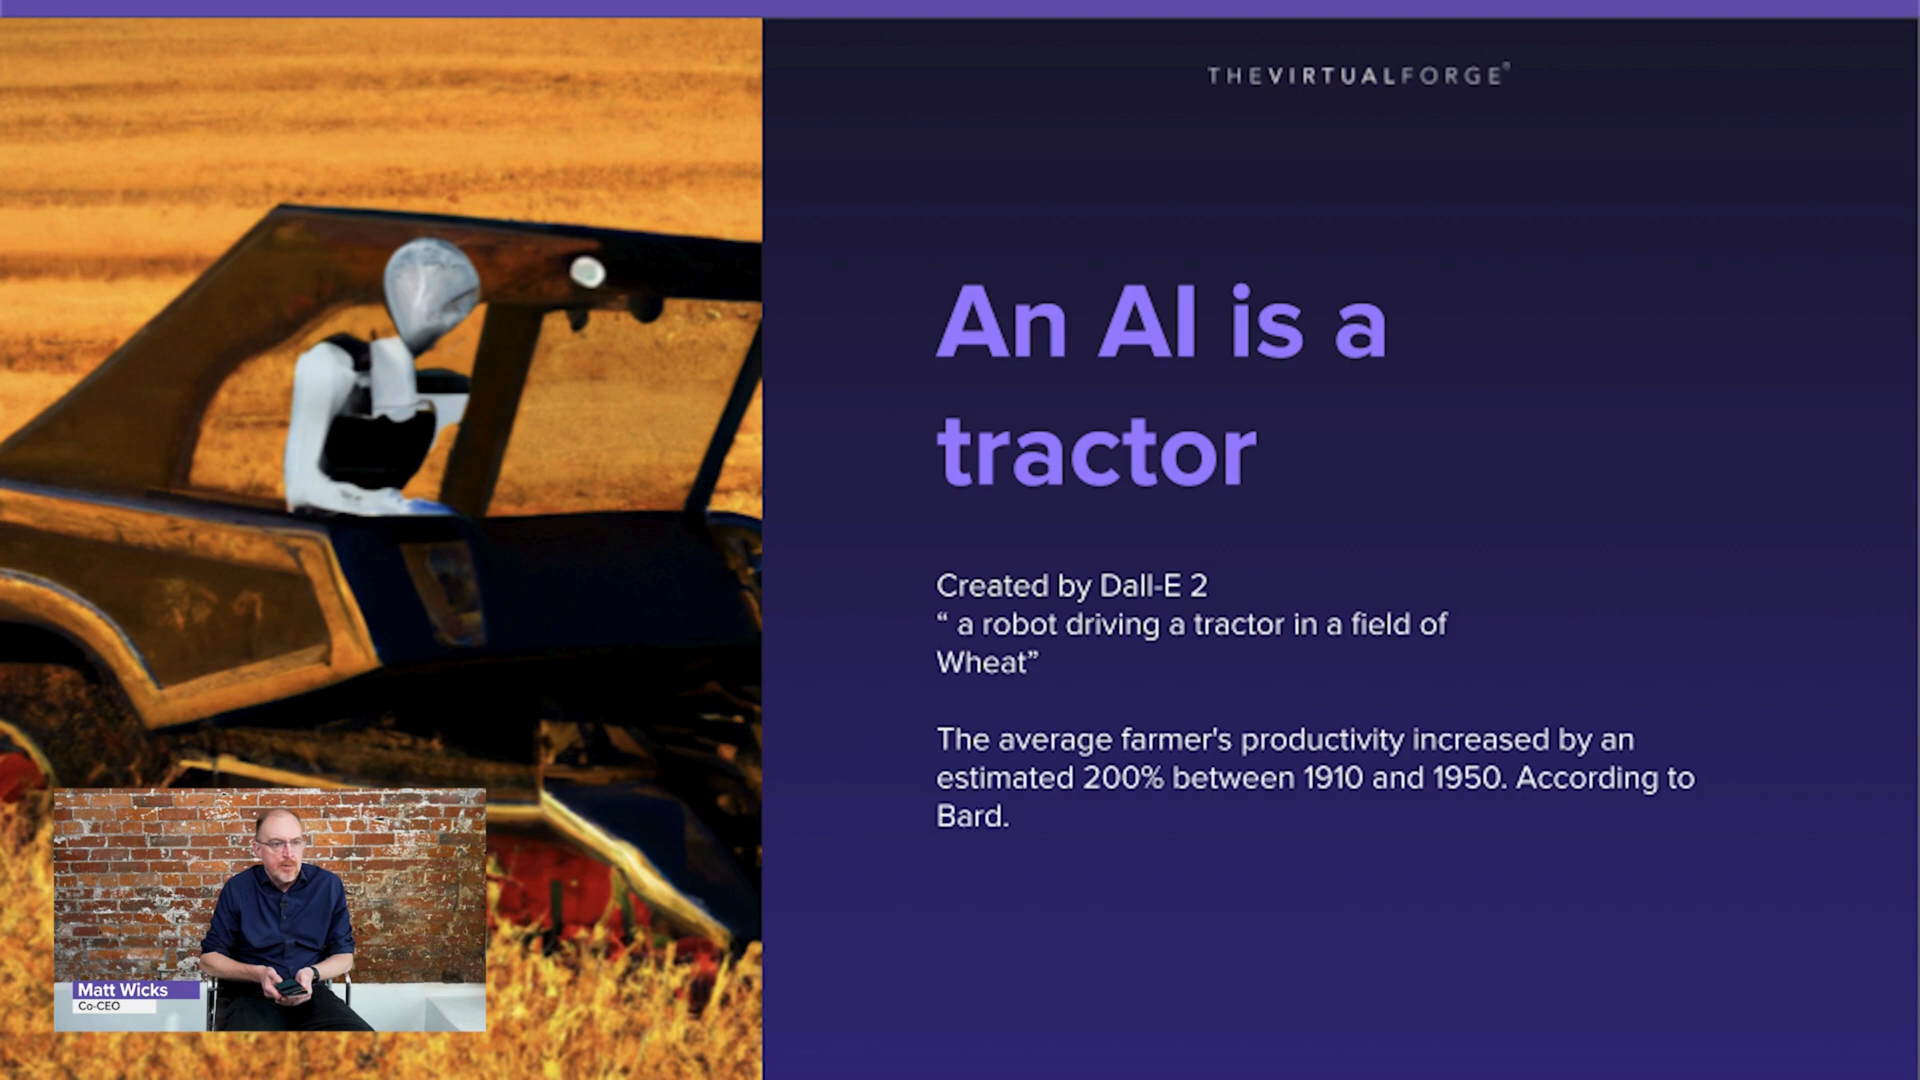 THEVIRTUALFORGE®
An AI is a
tractor
Created by Dall-E 2
“ a robot driving a tractor in a field of
Wheat”
The average farmer's productivity increased by an
estimated 200% between 1910 and 1950. According to
Bard.
Matt Wicks
Co-CEO